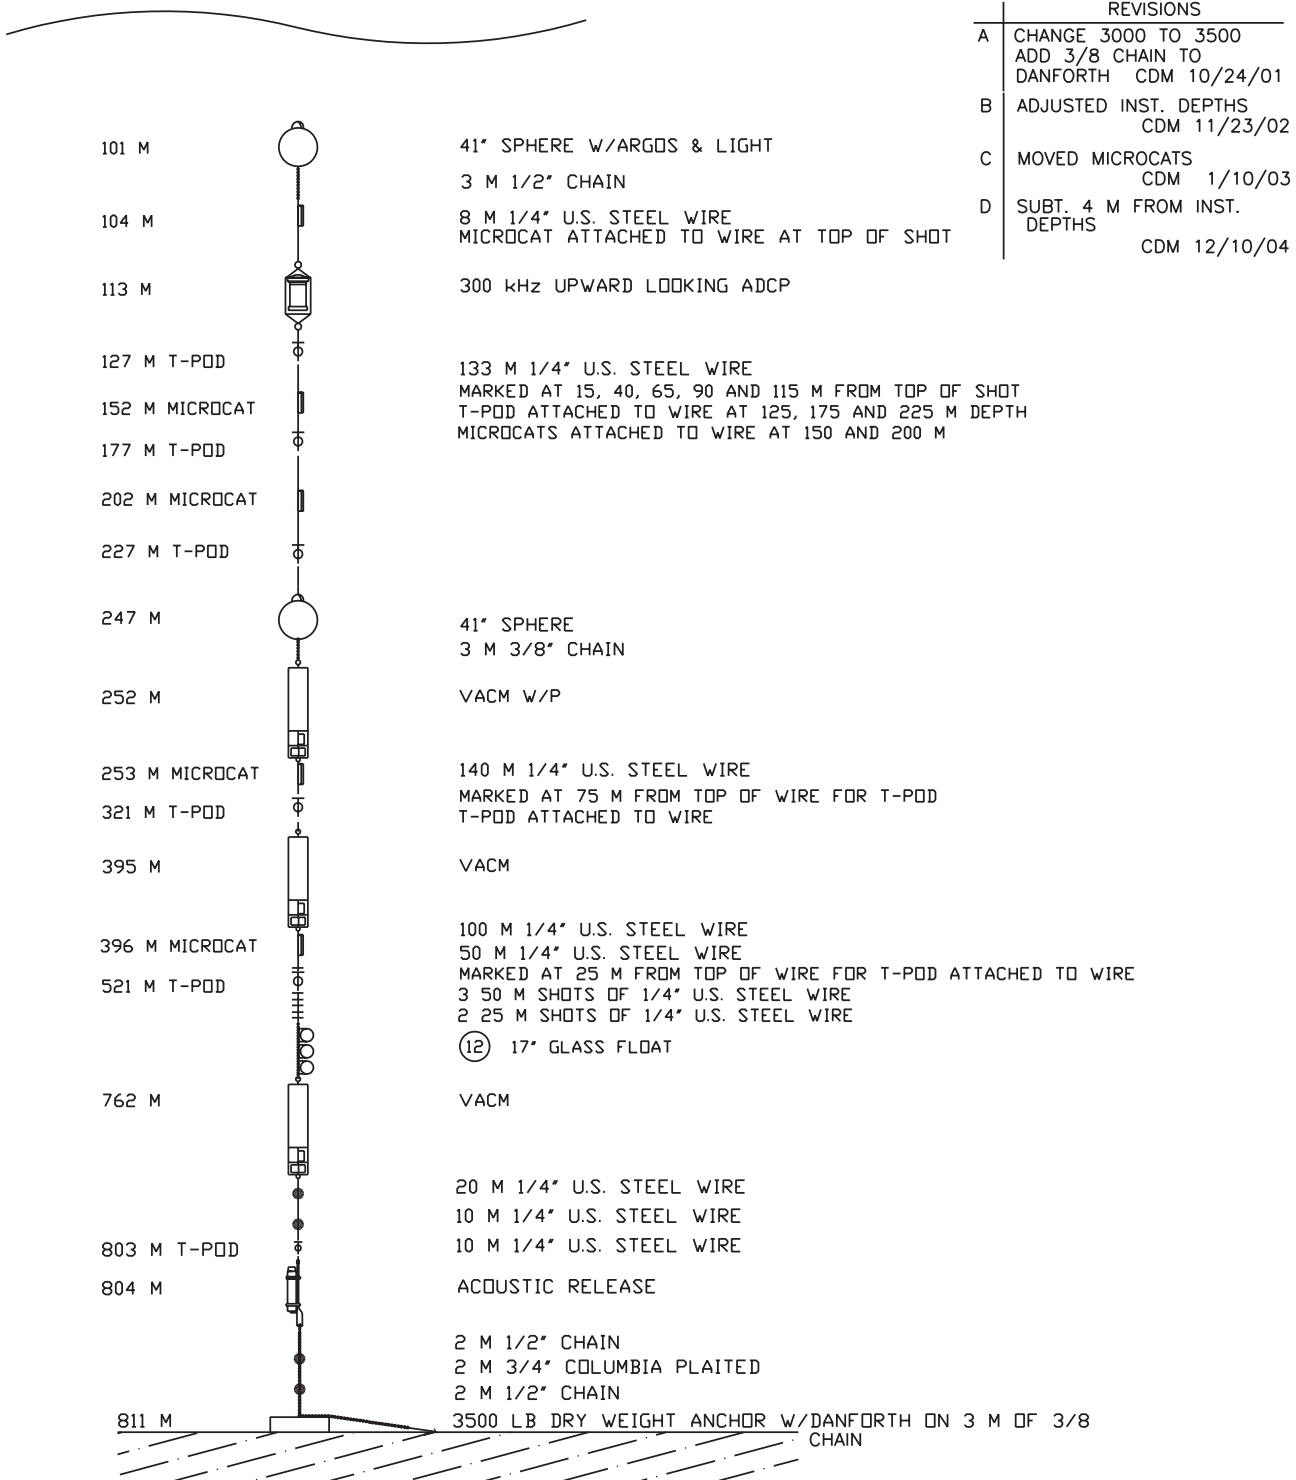 REVISIONS
A CHANGE 3000 TO 3500
ADD 3/8 CHAIN TO
DANFORTH CDM 10/24/01
B ADJUSTED INST. DEPTHS
CDM 11/23/02
C MOVED MICROCATS
CDM 1/10/03
D SUBT. 4 M FROM INST.
DEPTHS
CDM 12/10/04
101 M 41" SPHERE W/ARGOS & LIGHT
3 M 1/2" CHAIN
104 M 8 M 1/4" U.S. STEEL WIRE
MICROCAT ATTACHED TO WIRE AT TOP OF SHOT
113 M 300 kHz UPWARD LOOKING ADCP
127 M T-POD 133 M 1/4" U.S. STEEL WIRE
MARKED AT 15, 40, 65, 90 AND 115 M FROM TOP OF SHOT
152 M MICROCAT T-POD ATTACHED TO WIRE AT 125, 175 AND 225 M DEPTH
MICROCATS ATTACHED TO WIRE AT 150 AND 200 M
177 M T-POD
202 M MICROCAT
227 M T-POD
247 M 41" SPHERE
3 M 3/8" CHAIN
252 M VACM W/P
253 M MICROCAT 140 M 1/4" U.S. STEEL WIRE
MARKED AT 75 M FROM TOP OF WIRE FOR T-POD
321 M T-POD T-POD ATTACHED TO WIRE
395 M VACM
100 M 1/4" U.S. STEEL WIRE
396 M MICROCAT 50 M 1/4" U.S. STEEL WIRE
MARKED AT 25 M FROM TOP OF WIRE FOR T-POD ATTACHED TO WIRE
521 M T-POD 3 50 M SHOTS OF 1/4" U.S. STEEL WIRE
2 25 M SHOTS OF 1/4" U.S. STEEL WIRE
12 17" GLASS FLOAT
762 M VACM
20 M 1/4" U.S. STEEL WIRE
10 M 1/4" U.S. STEEL WIRE
803 M T-POD 10 M 1/4" U.S. STEEL WIRE
804 M ACOUSTIC RELEASE
2 M 1/2" CHAIN
2 M 3/4" COLUMBIA PLAITED
2 M 1/2" CHAIN
811 M 3500 LB DRY WEIGHT ANCHOR W/DANFORTH ON 3 M OF 3/8
CHAIN